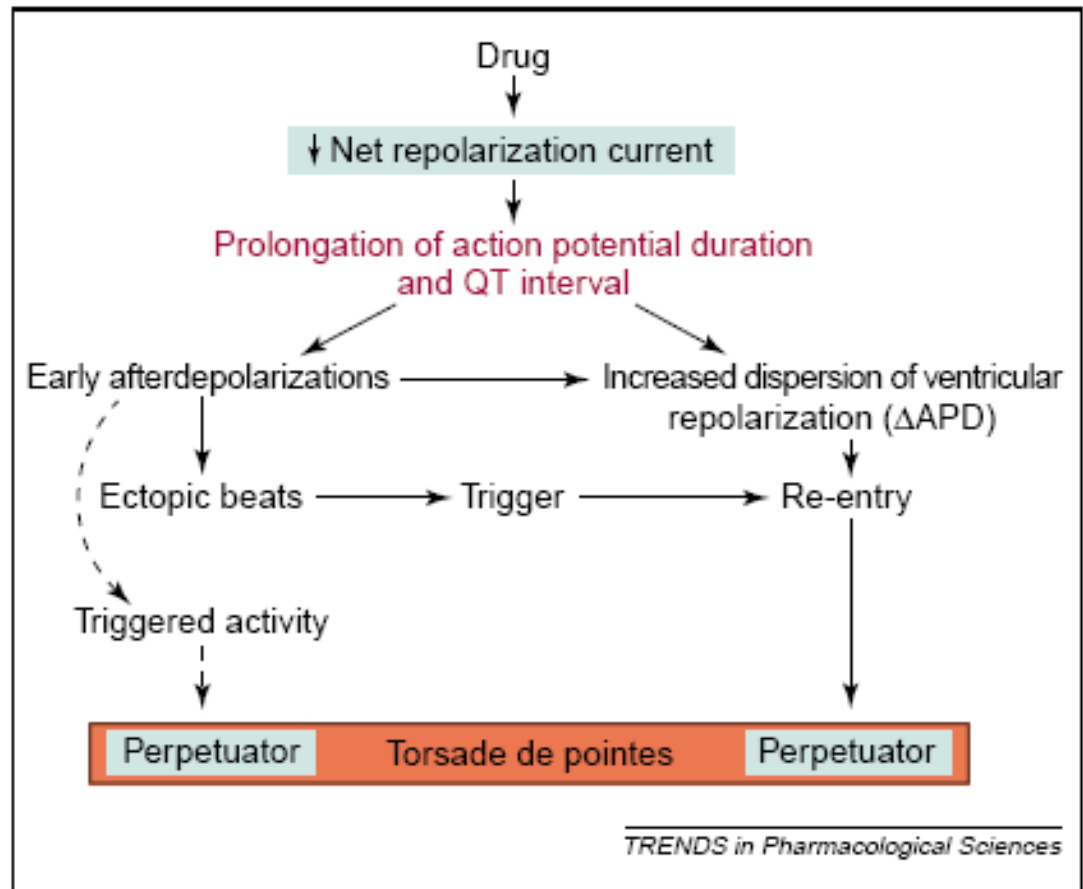 Drug
↓ Net repolarization current
Prolongation of action potential duration
and QT interval
Early afterdepolarizations
Increased dispersion of ventricular
repolarization (ΔAPD)
Ectopic beats
Trigger
Re-entry
Triggered activity
Perpetuator
Torsade de pointes
Perpetuator
TRENDS in Pharmacological Sciences